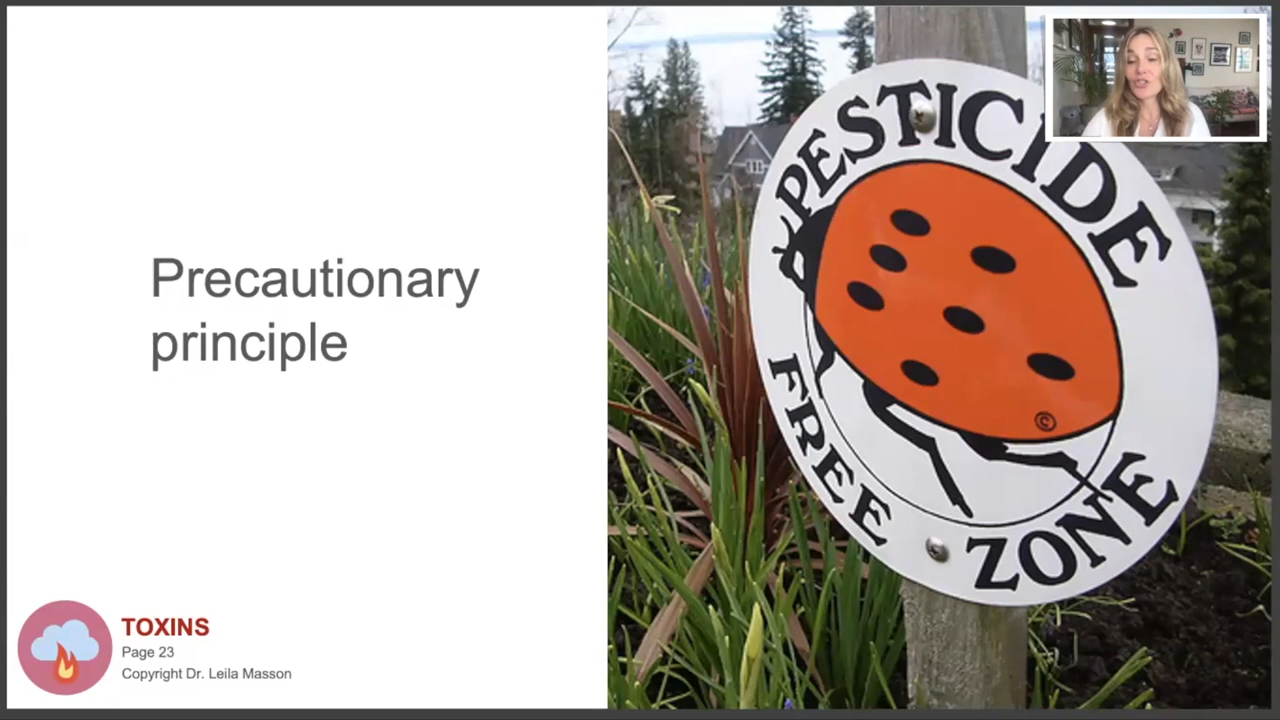 Precautionary
principle
PESTICIDE
FREE ZONE
©
TOXINS
Page 23
Copyright Dr. Leila Masson